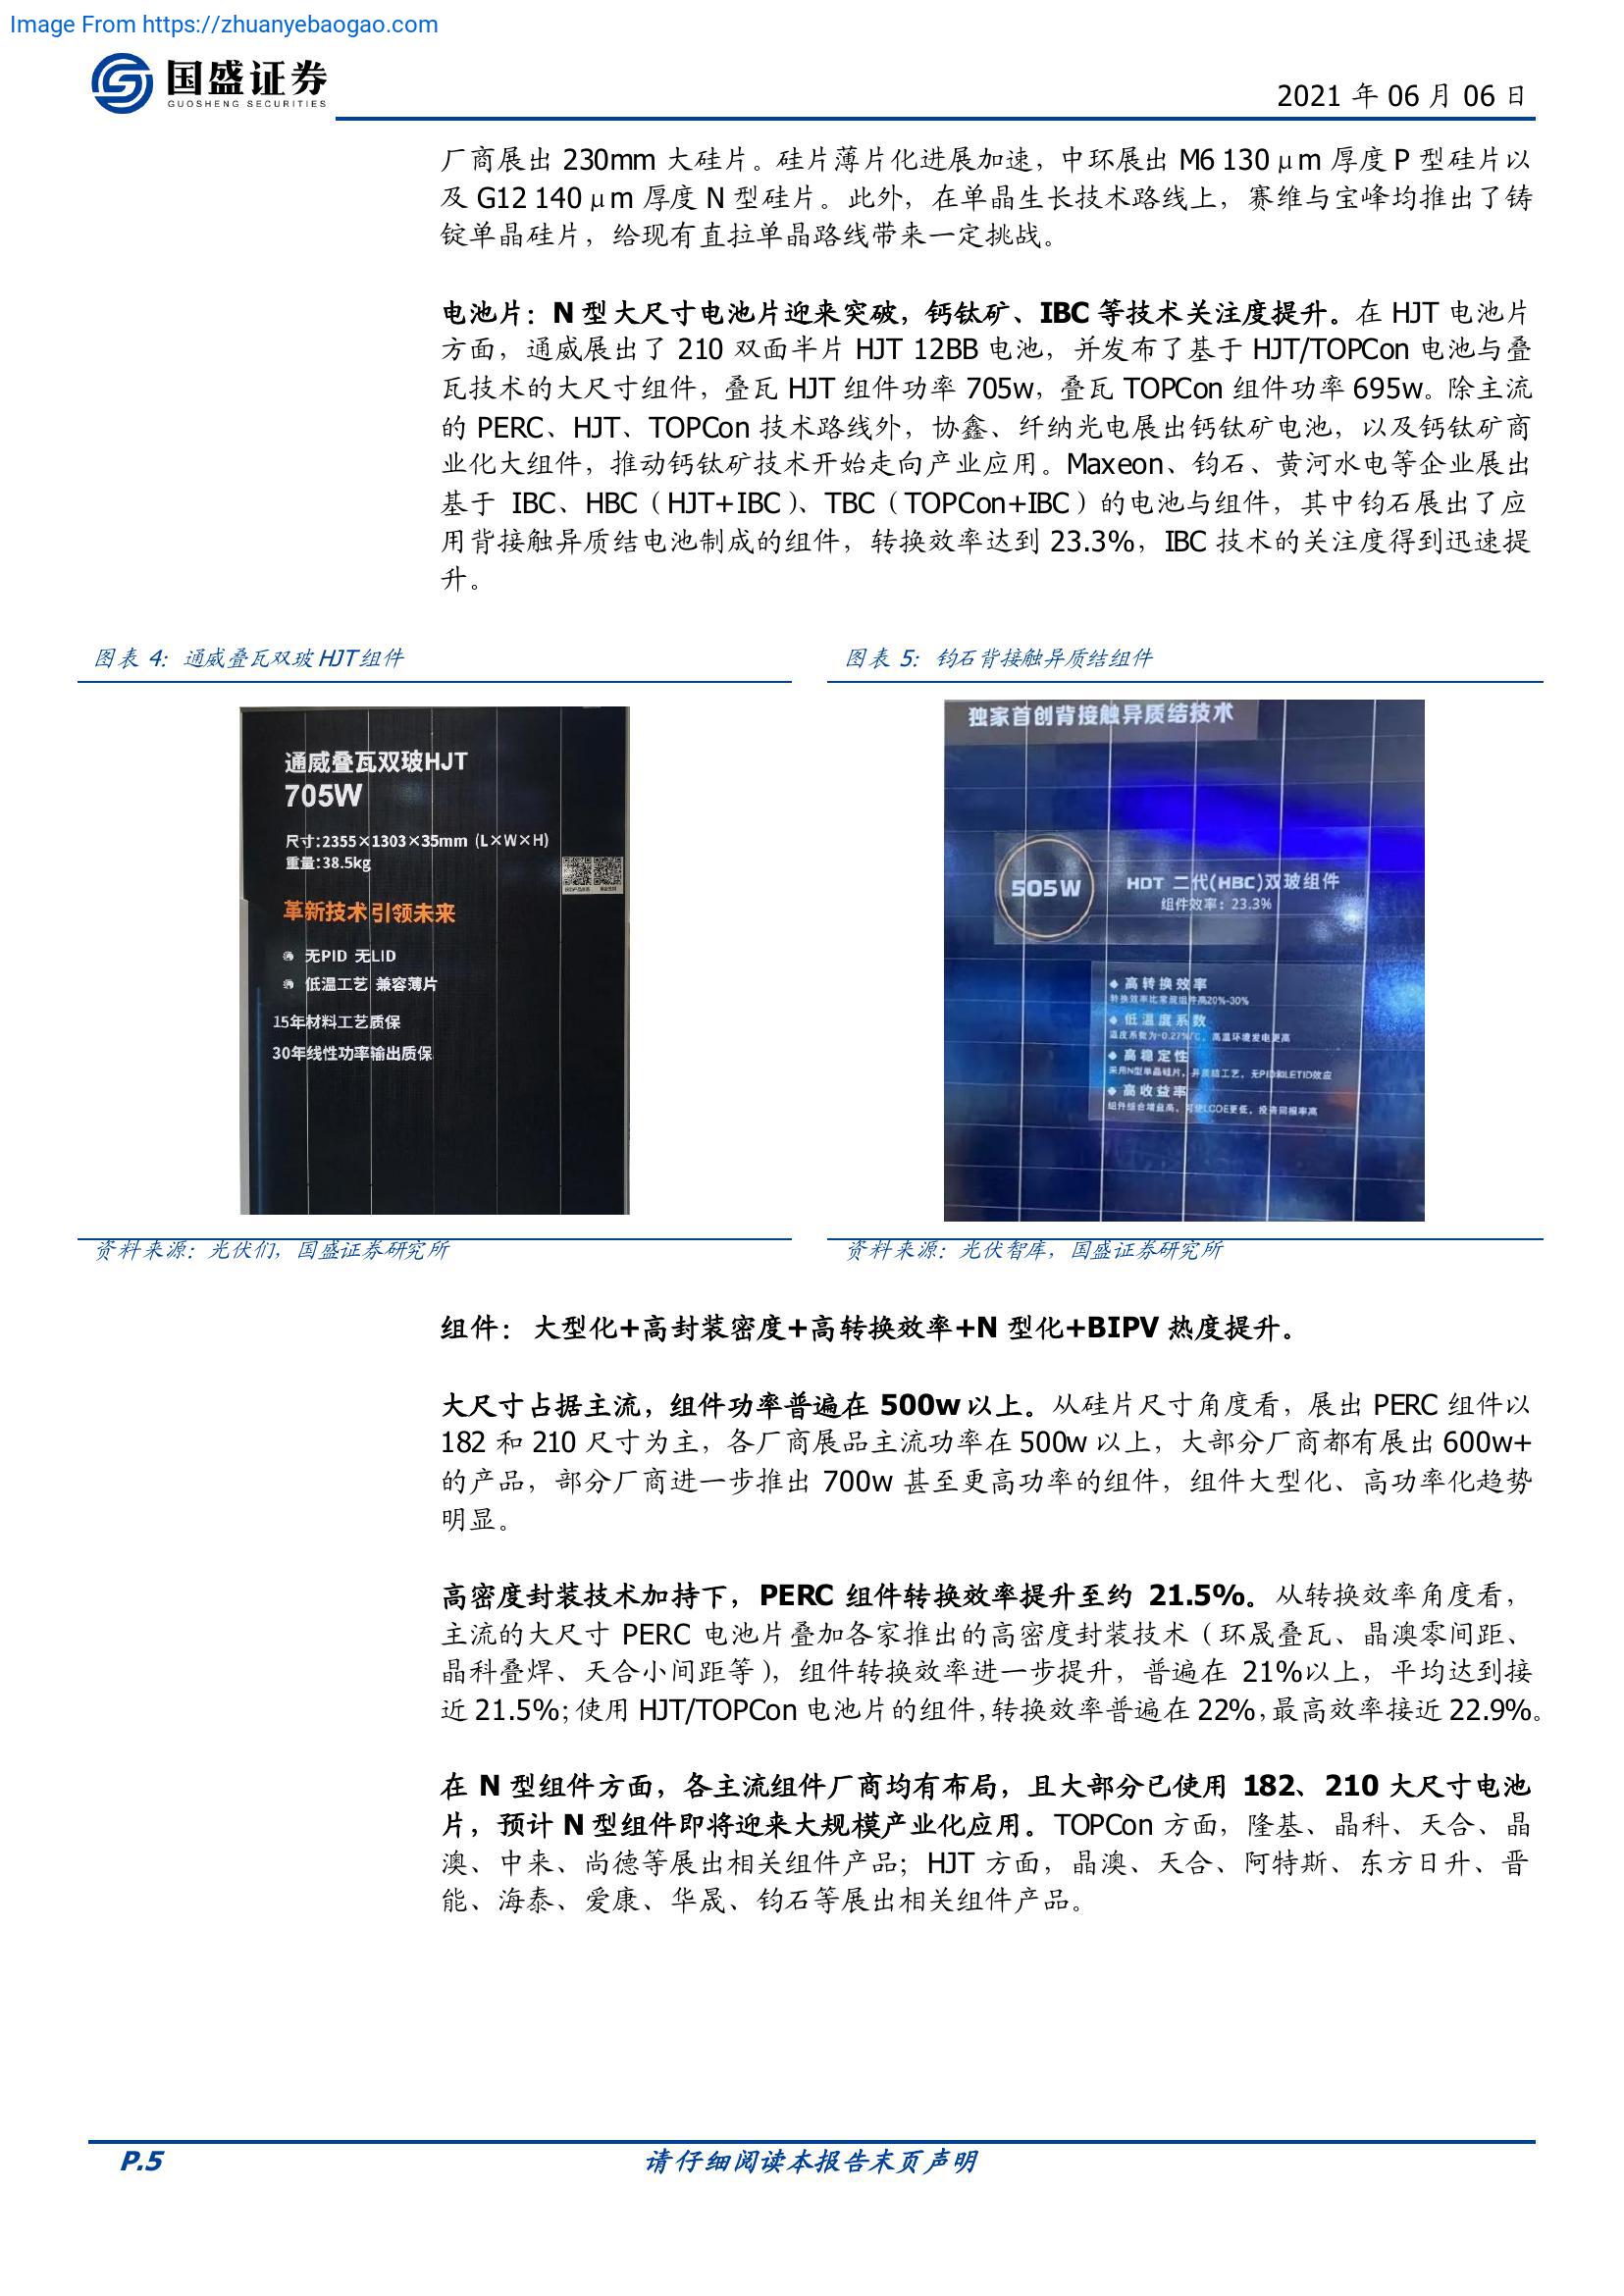 Image From https://zhuanyebaogao.com
国盛证券
GUOSHENG SECURITIES
2021 年 06 月 06 日
厂商展出 230mm 大硅片。硅片薄片化进展加速，中环展出 M6 130μm 厚度 P 型硅片以
及 G12 140μm 厚度 N 型硅片。此外，在单晶生长技术路线上，赛维与宝峰均推出了铸
锭单晶硅片，给现有直拉单晶路线带来一定挑战。
电池片：N 型大尺寸电池片迎来突破，钙钛矿、IBC 等技术关注度提升。在 HJT 电池片
方面，通威展出了 210 双面半片 HJT 12BB 电池，并发布了基于 HJT/TOPCon 电池与叠
瓦技术的大尺寸组件，叠瓦 HJT 组件功率 705w，叠瓦 TOPCon 组件功率 695w。除主流
的 PERC、HJT、TOPCon 技术路线外，协鑫、纤纳光电展出钙钛矿电池，以及钙钛矿商
业化大组件，推动钙钛矿技术开始走向产业应用。Maxeon、钧石、黄河水电等企业展出
基于 IBC、HBC（HJT+IBC）、TBC（TOPCon+IBC）的电池与组件，其中钧石展出了应
用背接触异质结电池制成的组件，转换效率达到 23.3%，IBC 技术的关注度得到迅速提
升。
图表 4：通威叠瓦双玻 HJT 组件
通威叠瓦双玻HJT
705W
尺寸:2355×1303×35mm (L×W×H)
重量:38.5kg
革新技术 引领未来
无PID 无LID
低温工艺 兼容薄片
15年材料工艺质保
30年线性功率输出质保
资料来源：光伏们，国盛证券研究所
图表 5：钧石背接触异质结组件
独家首创背接触异质结技术
505W
HDT 二代(HBC)双玻组件
组件效率：23.3%
◆ 高转换效率
转换效率比常规组件高20%-30%
◆ 低温度系数
温度系数为-0.27%/℃，高温环境发电更高
◆ 高稳定性
采用N型单晶硅片，异质结工艺，无PID和LETID效应
◆ 高收益率
组件组合增益高，可使LCOE更低，投资回报率高
资料来源：光伏智库，国盛证券研究所
组件： 大型化+高封装密度+高转换效率+N 型化+BIPV 热度提升。
大尺寸占据主流，组件功率普遍在 500w 以上。从硅片尺寸角度看，展出 PERC 组件以
182 和 210 尺寸为主，各厂商展品主流功率在 500w 以上，大部分厂商都有展出 600w+
的产品，部分厂商进一步推出 700w 甚至更高功率的组件，组件大型化、高功率化趋势
明显。
高密度封装技术加持下，PERC 组件转换效率提升至约 21.5%。从转换效率角度看，
主流的大尺寸 PERC 电池片叠加各家推出的高密度封装技术（环晟叠瓦、晶澳零间距、
晶科叠焊、天合小间距等），组件转换效率进一步提升，普遍在 21%以上，平均达到接
近 21.5%；使用 HJT/TOPCon 电池片的组件，转换效率普遍在 22%，最高效率接近 22.9%。
在 N 型组件方面，各主流组件厂商均有布局，且大部分已使用 182、210 大尺寸电池
片，预计 N 型组件即将迎来大规模产业化应用。TOPCon 方面，隆基、晶科、天合、晶
澳、中来、尚德等展出相关组件产品；HJT 方面，晶澳、天合、阿特斯、东方日升、晋
能、海泰、爱康、华晟、钧石等展出相关组件产品。
P.5
请仔细阅读本报告末页声明